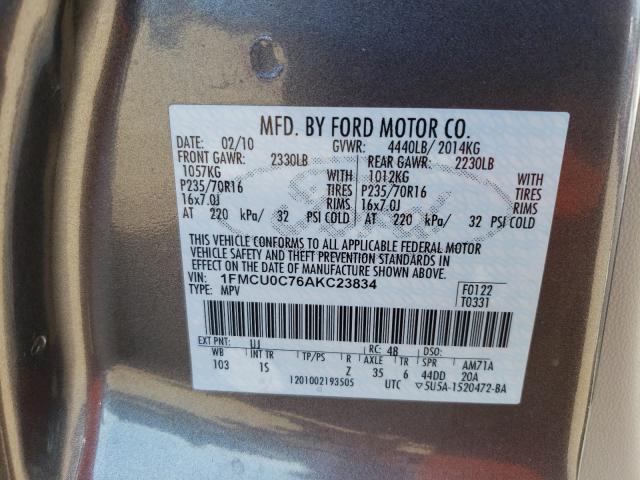 MFD. BY FORD MOTOR CO.
DATE: 02/10 GVWR: 4440LB/ 2014KG
FRONT GAWR: 2330LB REAR GAWR: 2230LB
1057KG WITH 1012KG WITH
P235/70R16 TIRES P235/70R16 TIRES
16x7.0J RIMS 16x7.0J RIMS
AT 220 kPa/ 32 PSI COLD AT 220 kPa/ 32 PSI COLD
THIS VEHICLE CONFORMS TO ALL APPLICABLE FEDERAL MOTOR
VEHICLE SAFETY AND THEFT PREVENTION STANDARDS IN
EFFECT ON THE DATE OF MANUFACTURE SHOWN ABOVE.
VIN: 1FMCU0C76AKC23834 F0122
TYPE: MPV T0331
EXT PNT: UJ RC: 48 DSO:
WB INT TR TP/PS R AXLE TR SPR AM71A
103 1S Z 35 6 44DD 20A
1201002193505 UTC ▽5U5A-1520472-BA